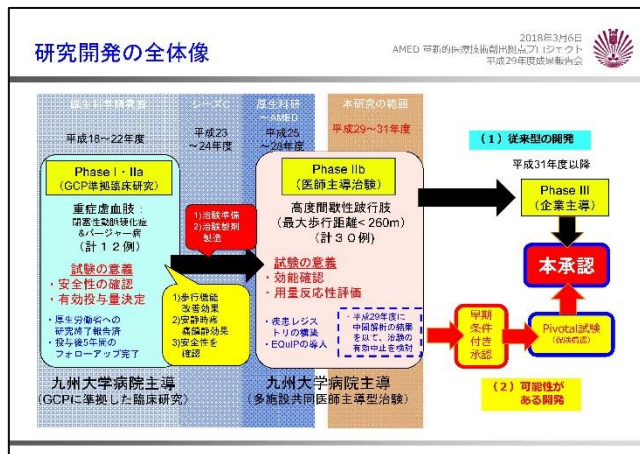 研究開発の全体像
2018年3月6日
AMED 革新的医療技術創出拠点プロジェクト
平成29年度成果報告会
厚生科学研究費
シーズC
厚生科研
～AMED
本研究の範囲
平成18～22年度
平成23
～24年度
平成25
～28年度
平成29～31年度
Phase I・IIa
(GCP準拠臨床研究)
重症虚血肢：
閉塞性動脈硬化症
&バージャー病
(計12例)
試験の意義
・安全性の確認
・有効投与量決定
・厚生労働省への
研究終了報告済
・投与後5年間の
フォローアップ完了
九州大学病院主導
(GCPに準拠した臨床研究)
1)治験準備
2)治験製剤
製造
1)歩行機能
改善効果
2)安静時疼
痛鎮静効果
3)安全性を
確認
Phase IIb
(医師主導治験)
高度間歇性跛行肢
(最大歩行距離<260m)
(計30例)
試験の意義
・効能確認
・用量反応性評価
・疾患レジス
トリの構築
・EQuIPの導入
・平成29年度に
中間解析の結果
を以て、治験の
有効中止を検討
九州大学病院主導
(多施設共同医師主導型治験)
(1)従来型の開発
平成31年度以降
Phase III
(企業主導)
本承認
早期
条件
付き
承認
Pivotal試験
(2)可能性が
ある開発